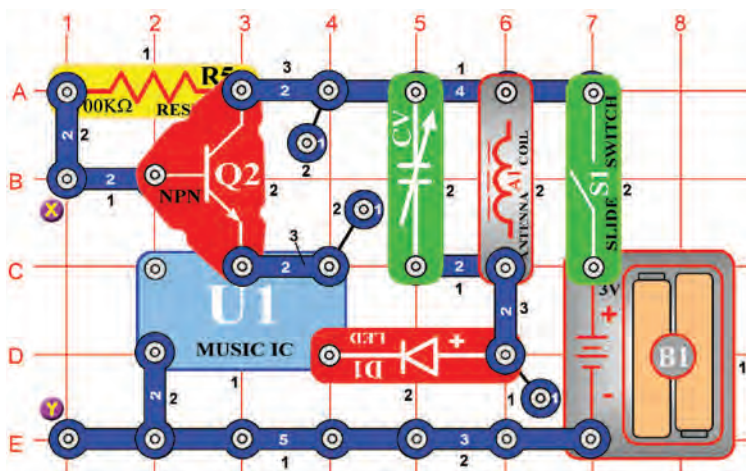 1 2 3 4 5 6 7 8
1 3 1
A R5 2 4
00KΩ RES
2 2 1 CV COIL SWITCH
2
B 2 NPN Q2 2 2 1 2 A1 2 S1 2
X 1
ANTENNA SLIDE
3
C 2 2 1
U1 3V
2 3 +
MUSIC IC LED +
D D1 B1 1
1 2 -
2 2 1 1
Y
E 5 3
1 2